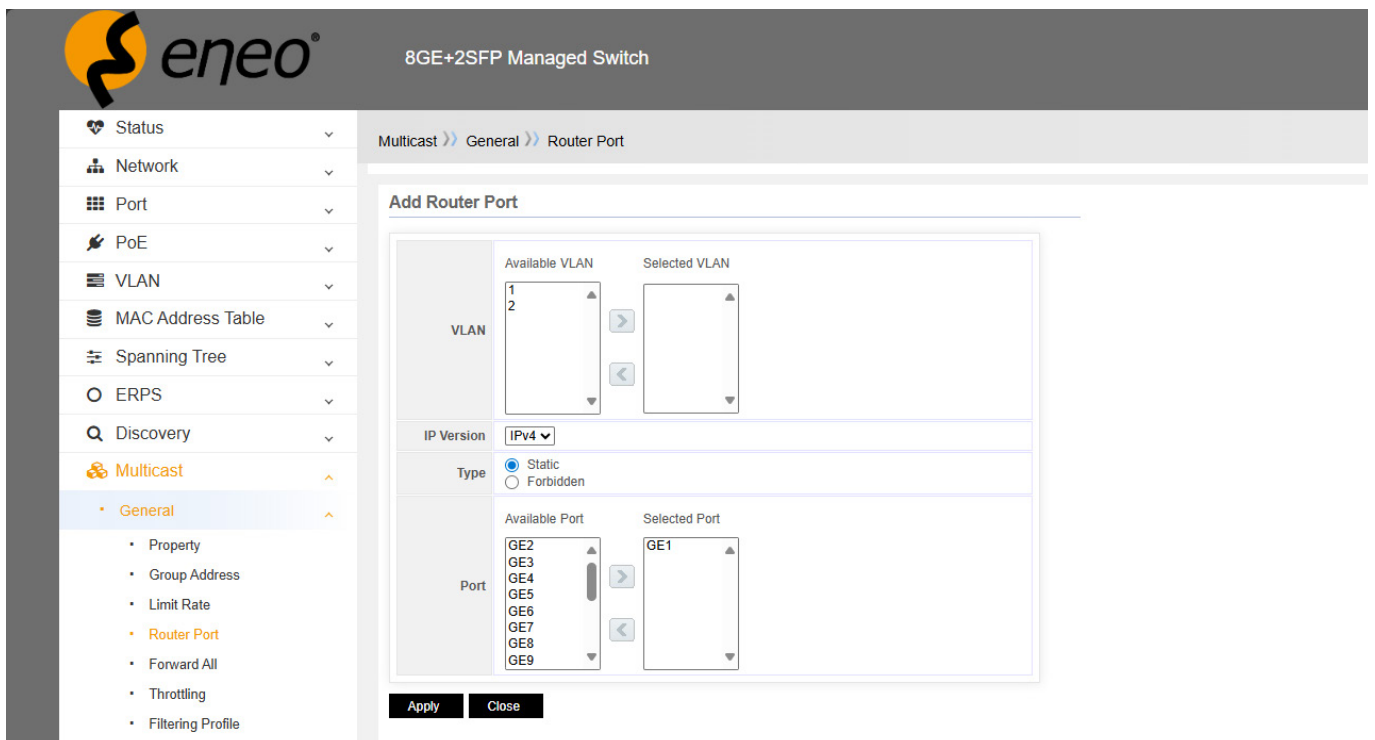 eneo®
8GE+2SFP Managed Switch
Status
Network
Port
PoE
VLAN
MAC Address Table
Spanning Tree
ERPS
Discovery
Multicast
General
Property
Group Address
Limit Rate
Router Port
Forward All
Throttling
Filtering Profile
Multicast》 General》 Router Port
Add Router Port
VLAN
Available VLAN
1
2
Selected VLAN
IP Version
IPv4
Type
Static
Forbidden
Port
Available Port
GE2
GE3
GE4
GE5
GE6
GE7
GE8
GE9
Selected Port
GE1
Apply
Close